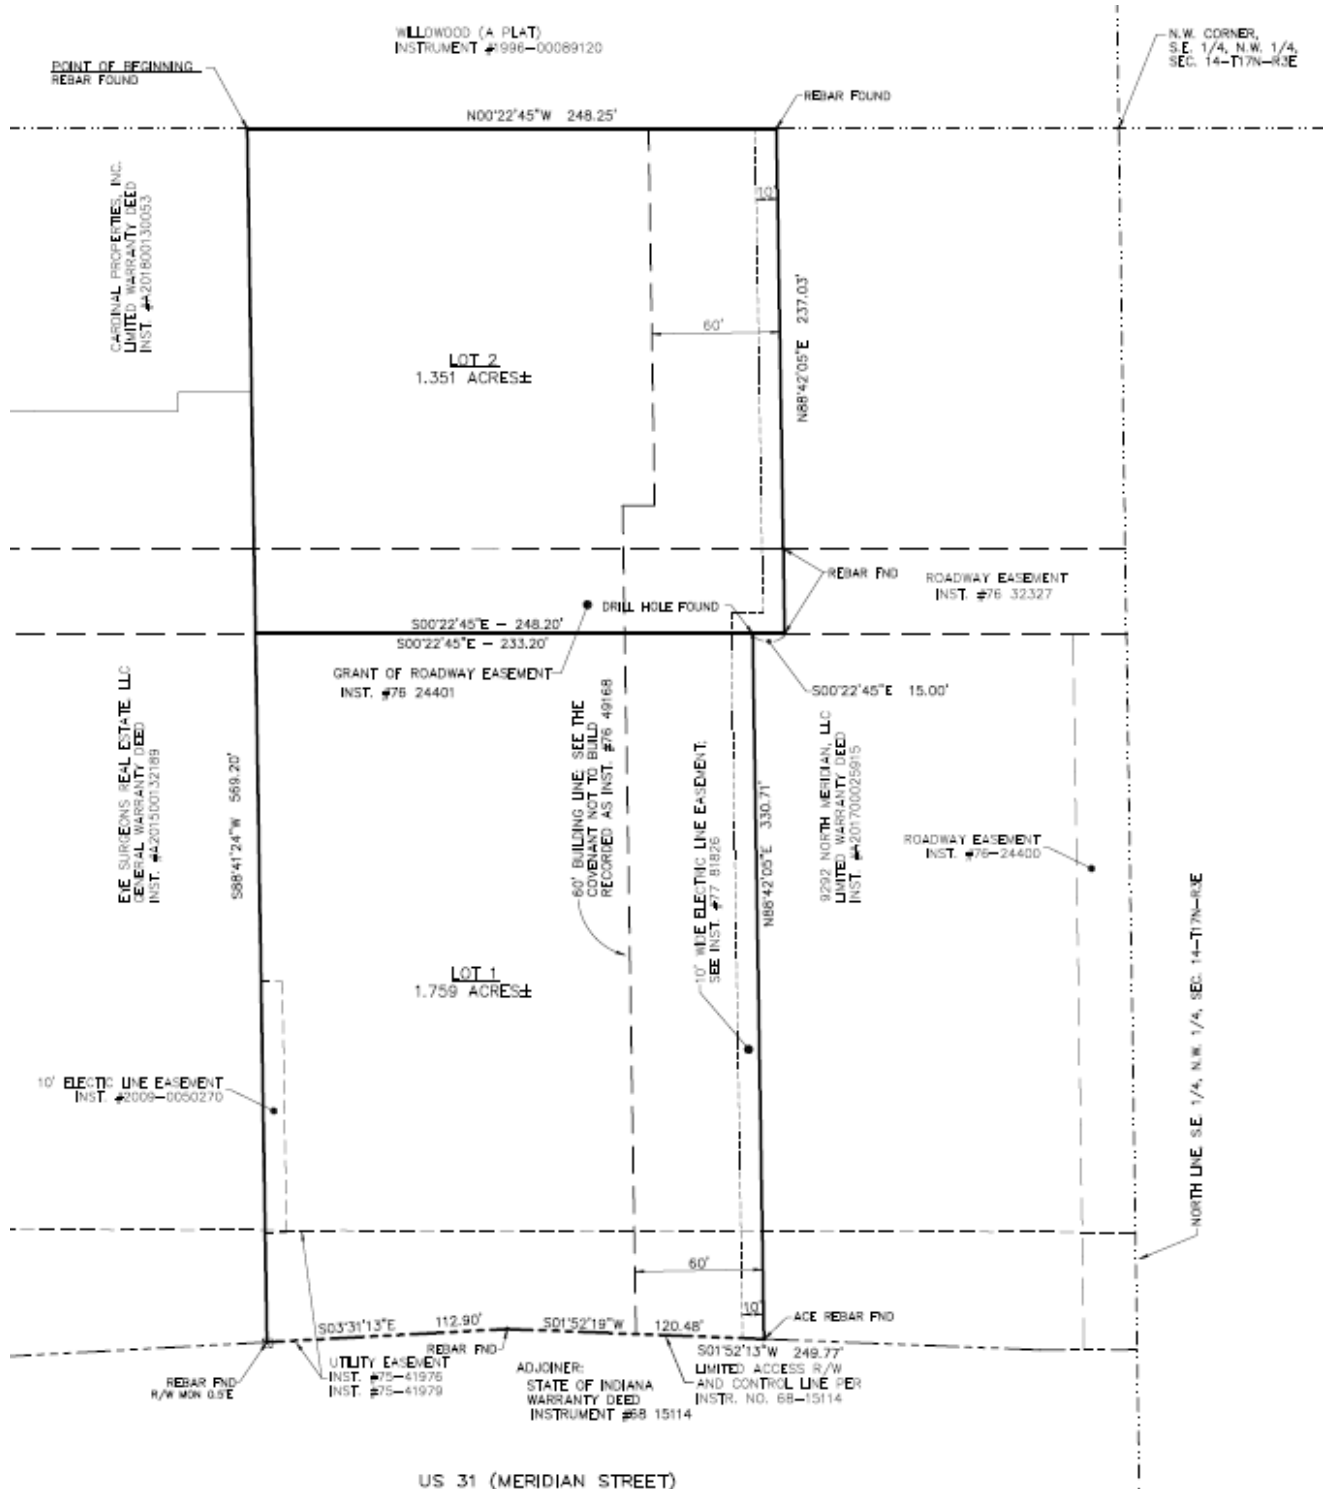 WILLOWOOD (A PLAT)
INSTRUMENT #1996-00089120
N.W. CORNER,
S.E. 1/4, N.W. 1/4,
SEC. 14-T17N-R3E
POINT OF BEGINNING
REBAR FOUND
REBAR FOUND
N00°22'45"W 248.25'
CARDINAL PROPERTIES, INC.
LIMITED WARRANTY DEED
INST. #A201800130053
10'
60'
N88°42'05"E 237.03'
LOT 2
1.351 ACRES±
REBAR FND
ROADWAY EASEMENT
INST. #76 32327
DRILL HOLE FOUND
S00°22'45"E - 248.20'
S00°22'45"E - 233.20'
GRANT OF ROADWAY EASEMENT
INST. #76 24401
S00°22'45"E 15.00'
EYE SURGEONS REAL ESTATE, LLC
GENERAL WARRANTY DEED
INST. #A201500132189
S88°41'24"W 569.20'
60' BUILDING LINE; SEE THE
COVENANT NOT TO BUILD
RECORDED AS INST. #76 49168
10' WIDE ELECTRIC LINE EASEMENT;
SEE INST. #77 81826
N88°42'05"E 330.71'
9292 NORTH MERIDIAN, LLC
LIMITED WARRANTY DEED
INST. #A201700025915
ROADWAY EASEMENT
INST. #76-24400
LOT 1
1.759 ACRES±
NORTH LINE, S.E. 1/4, N.W. 1/4, SEC. 14-T17N-R3E
10' ELECTIC LINE EASEMENT
INST. #2009-0050270
60'
10'
ACE REBAR FND
S03°31'13"E 112.90'
S01°52'19"W 120.48'
S01°52'13"W 249.77'
REBAR FND
REBAR FND
R/W MON 0.5'E
UTILITY EASEMENT
INST. #75-41976
INST. #75-41979
ADJOINER:
STATE OF INDIANA
WARRANTY DEED
INSTRUMENT #68 15114
LIMITED ACCESS R/W
AND CONTROL LINE PER
INSTR. NO. 68-15114
US 31 (MERIDIAN STREET)